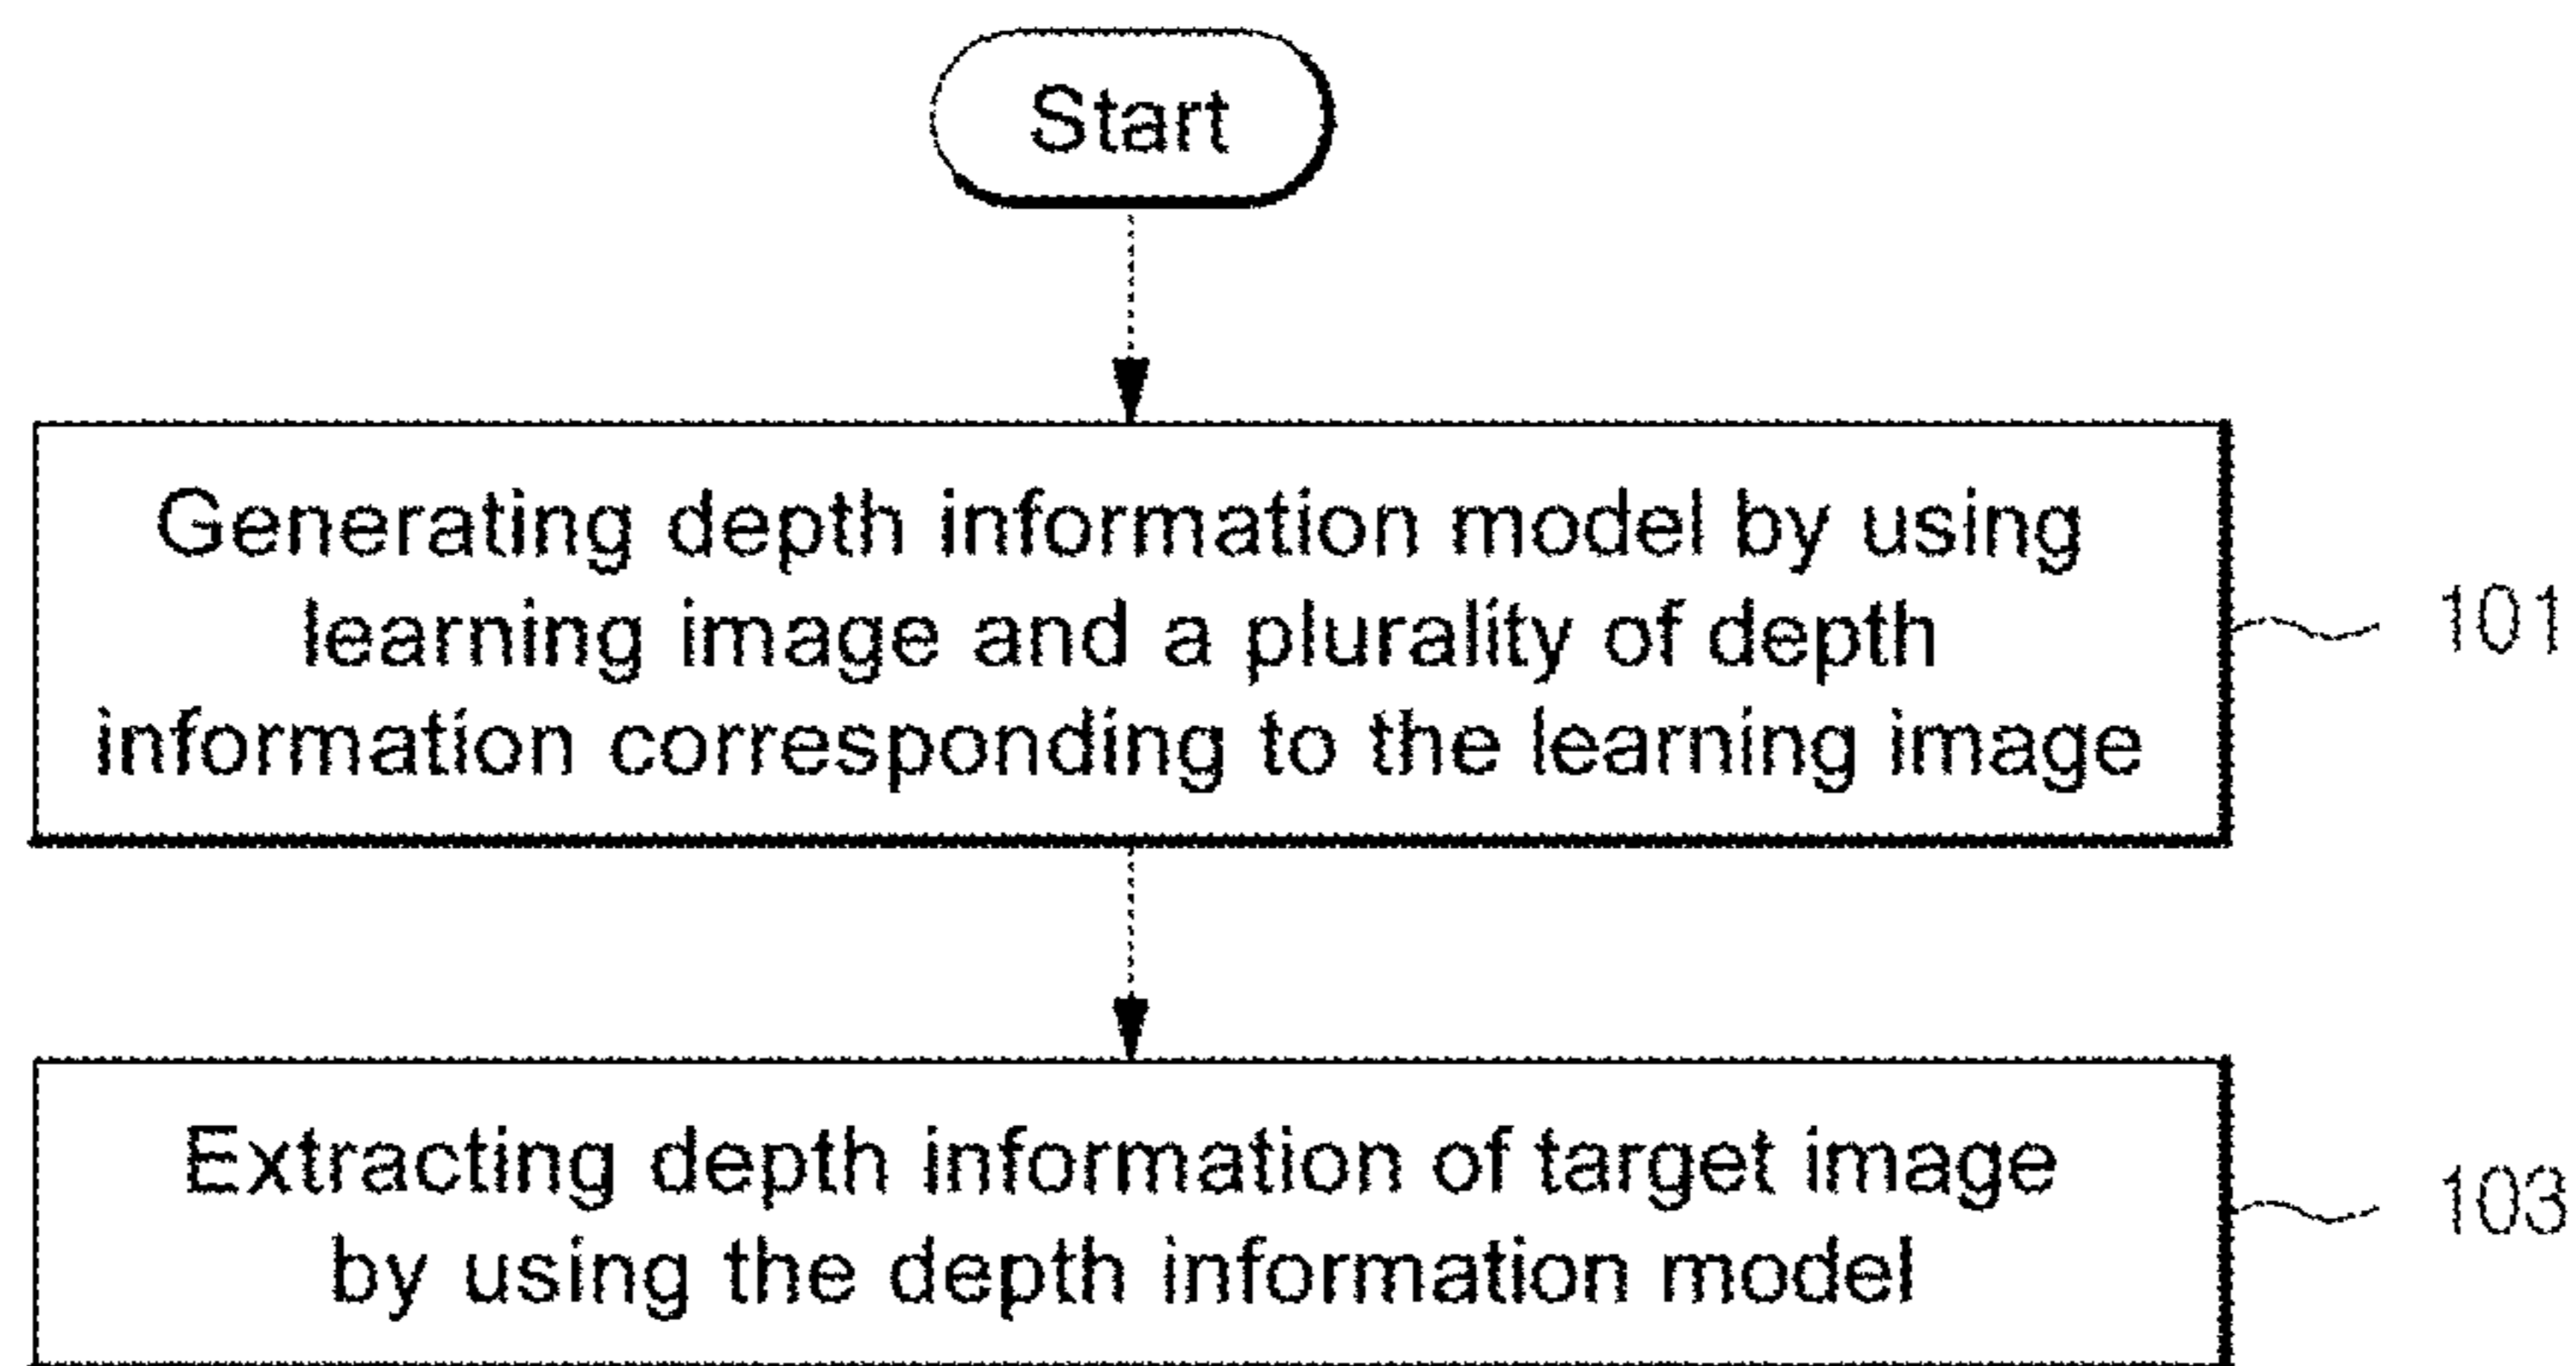 Start
Generating depth information model by using
learning image and a plurality of depth
information corresponding to the learning image
101
Extracting depth information of target image
by using the depth information model
103